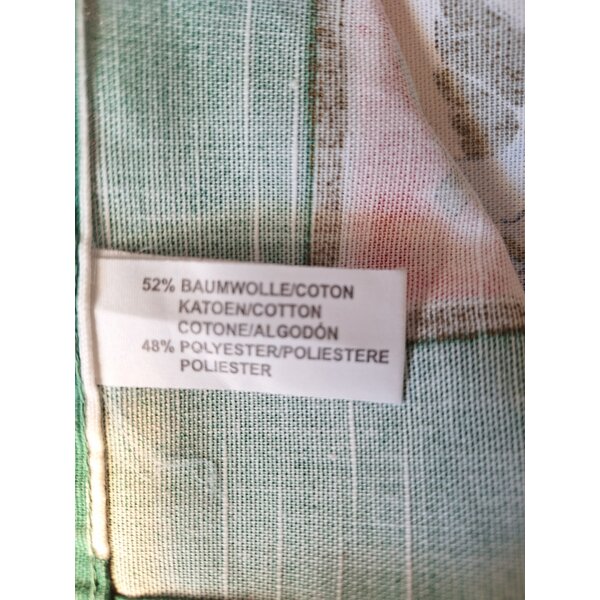 52% BAUMWOLLE/COTON
KATOEN/COTTON
COTONE/ALGODÓN
48% POLYESTER/POLIESTERE
POLIESTER